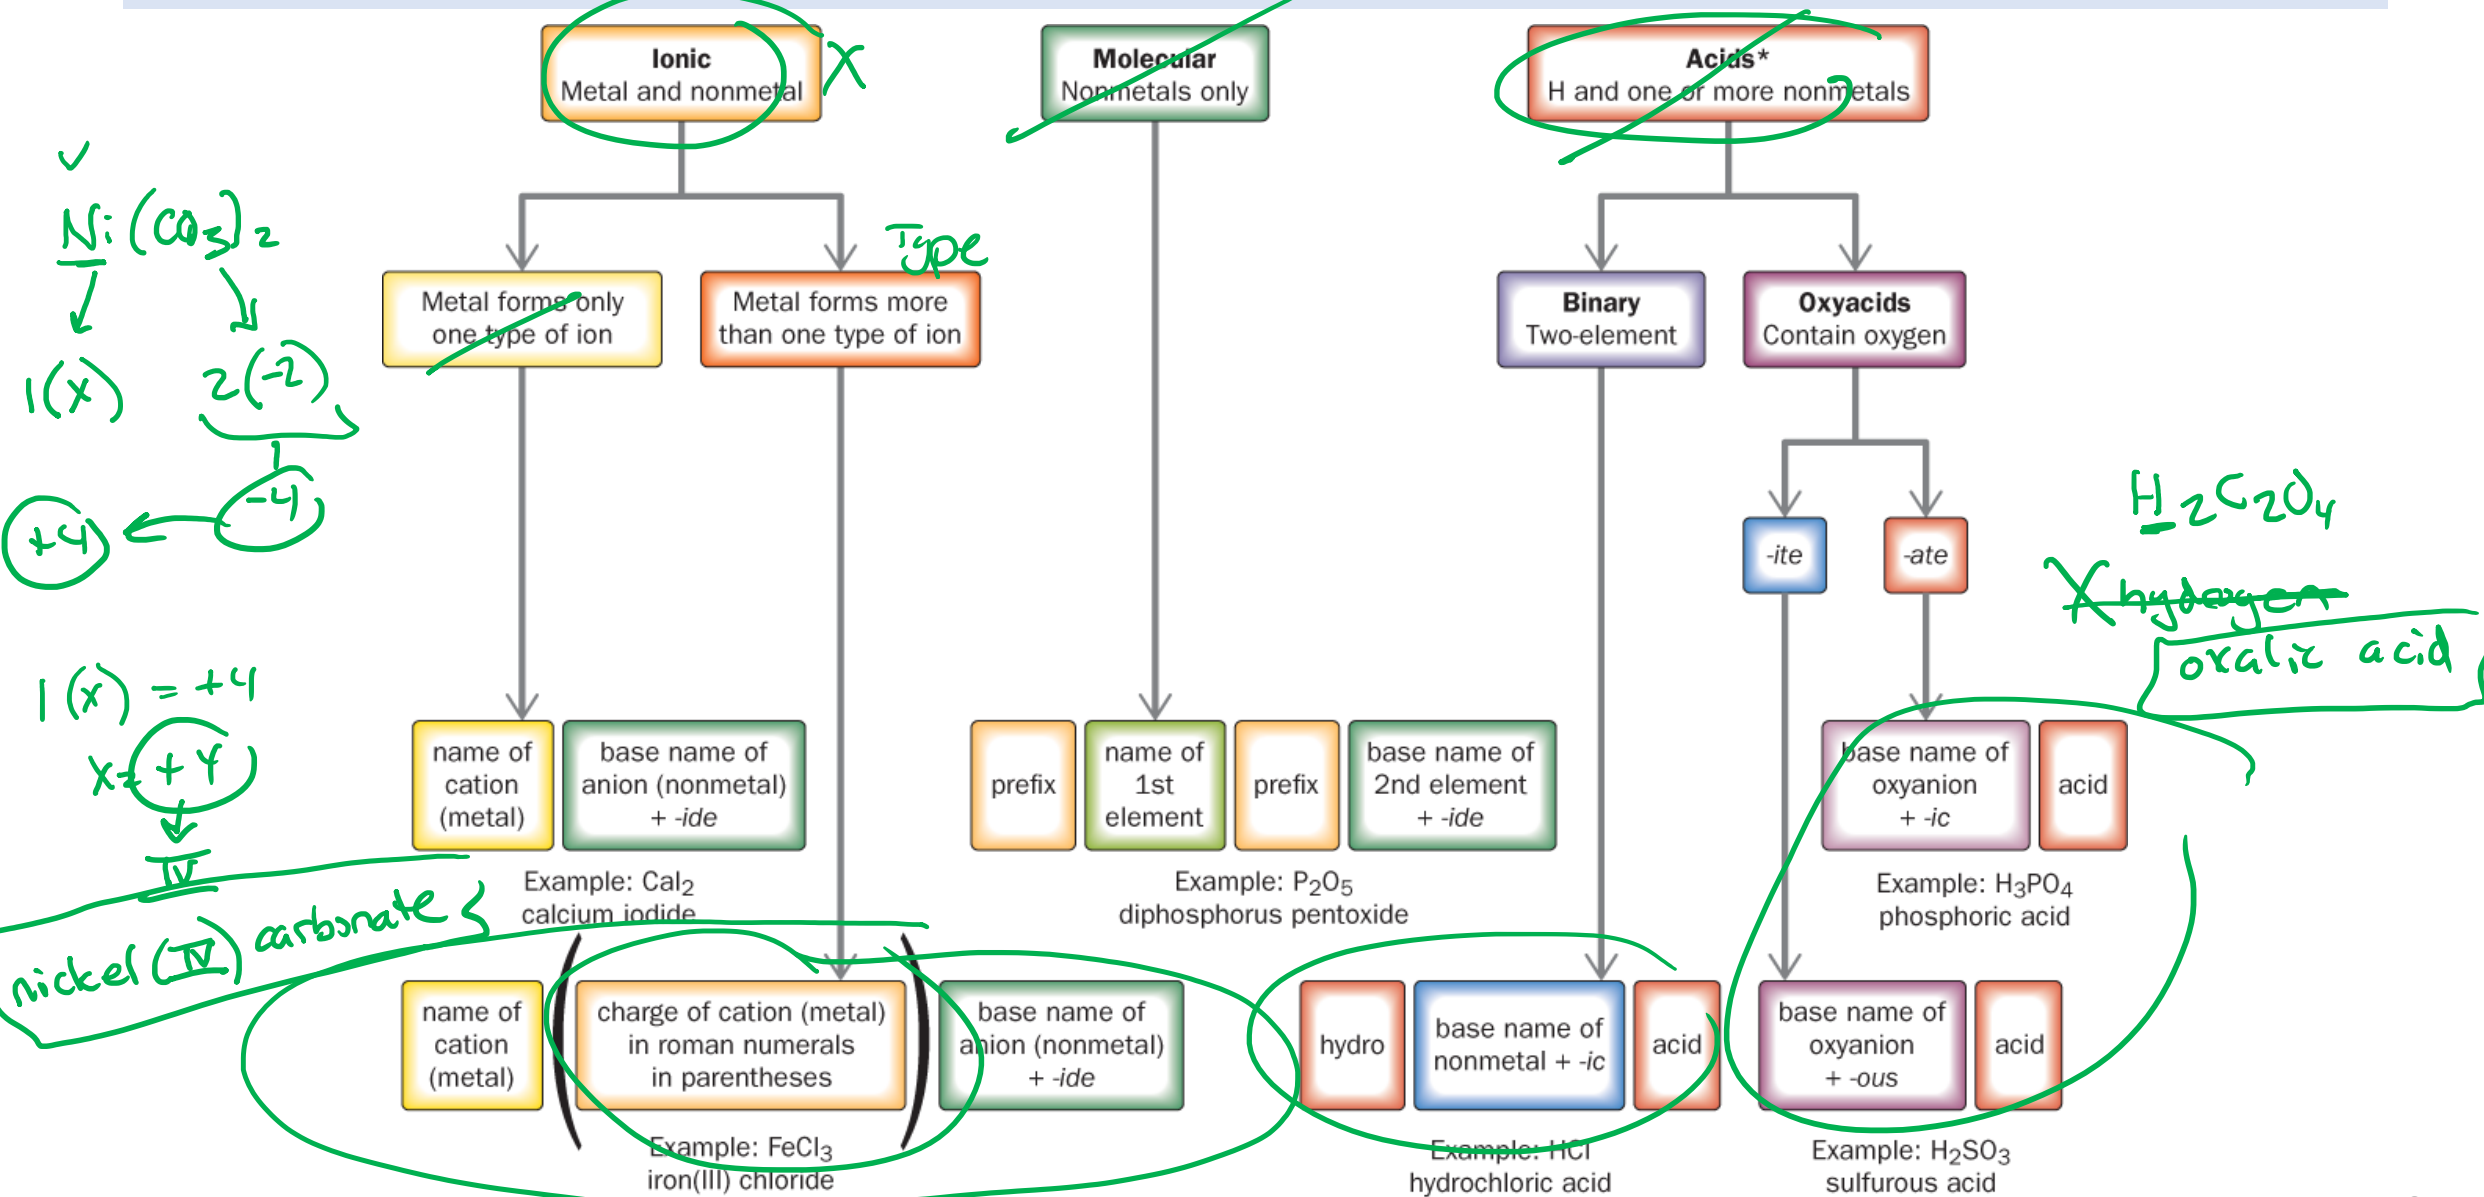 Ionic
Metal and nonmetal
X
Molecular
Nonmetals only
Acids*
H and one or more nonmetals
Ni(CO3)2
1(x) 2(-2)
-4
+4
1(x) = +4
x = +4
IV
nickel(IV) carbonate
Type
Metal forms only
one type of ion
Metal forms more
than one type of ion
Binary
Two-element
Oxyacids
Contain oxygen
-ite
-ate
H2C2O4
X hydrogen
oxalic acid
name of
cation
(metal)
base name of
anion (nonmetal)
+ -ide
Example: CaI2
calcium iodide
prefix
name of
1st
element
prefix
base name of
2nd element
+ -ide
Example: P2O5
diphosphorus pentoxide
base name of
oxyanion
+ -ic
acid
Example: H3PO4
phosphoric acid
name of
cation
(metal)
(
charge of cation (metal)
in roman numerals
in parentheses
)
base name of
anion (nonmetal)
+ -ide
Example: FeCl3
iron(III) chloride
hydro
base name of
nonmetal + -ic
acid
Example: HCl
hydrochloric acid
base name of
oxyanion
+ -ous
acid
Example: H2SO3
sulfurous acid